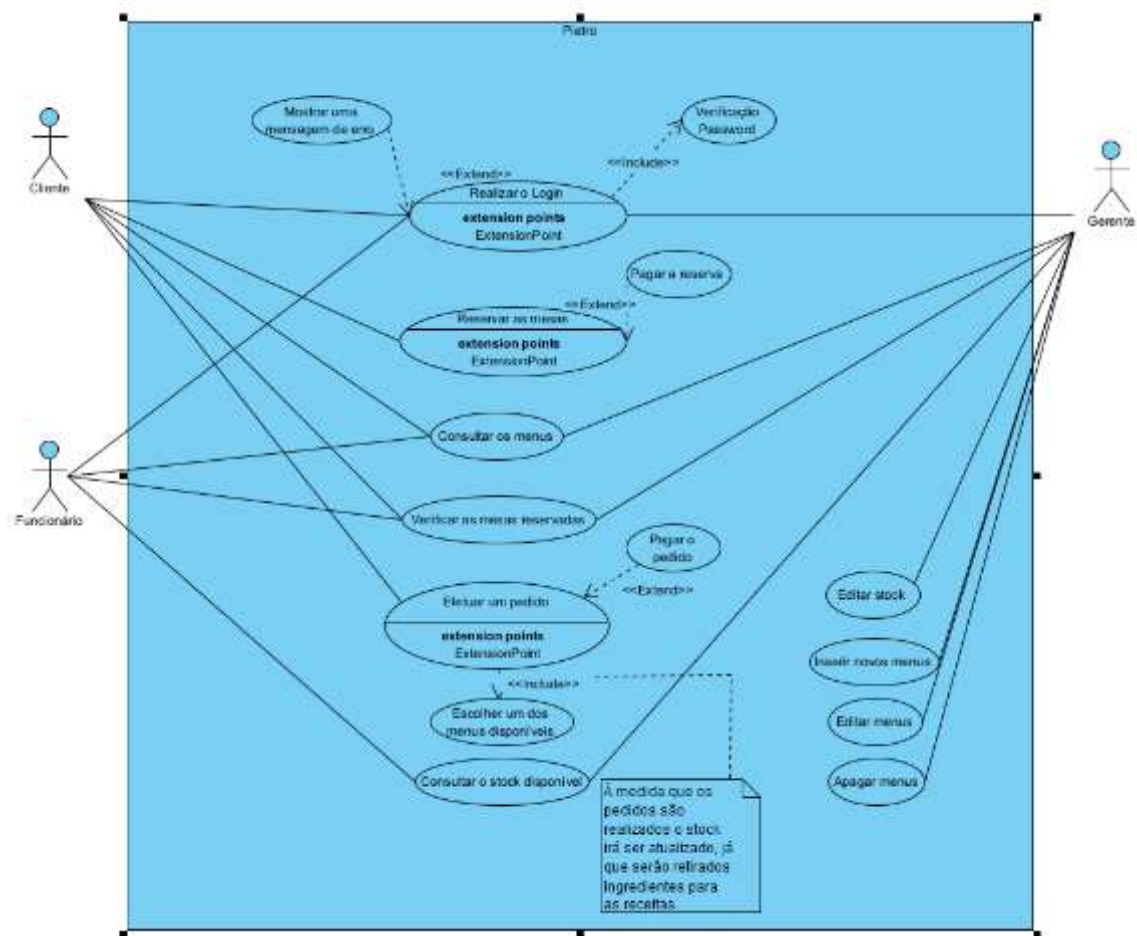 Pietro
Mostrar uma
mensagem de erro
Verificação
Password
Cliente
<<Extend>>
<<Include>>
Realizar o Login
extension points
ExtensionPoint
Gerente
Pagar a reserva
<<Extend>>
Reservar as mesas
extension points
ExtensionPoint
Consultar os menus
Funcionário
Verificar as mesas reservadas
Pagar o
pedido
<<Extend>>
Efetuar um pedido
extension points
ExtensionPoint
Editar stock
Inserir novos menus
<<Include>>
Escolher um dos
menus disponíveis
Editar menus
Consultar o stock disponível
Apagar menus
À medida que os
pedidos são
realizados o stock
irá ser atualizado, já
que serão retirados
ingredientes para
as receitas